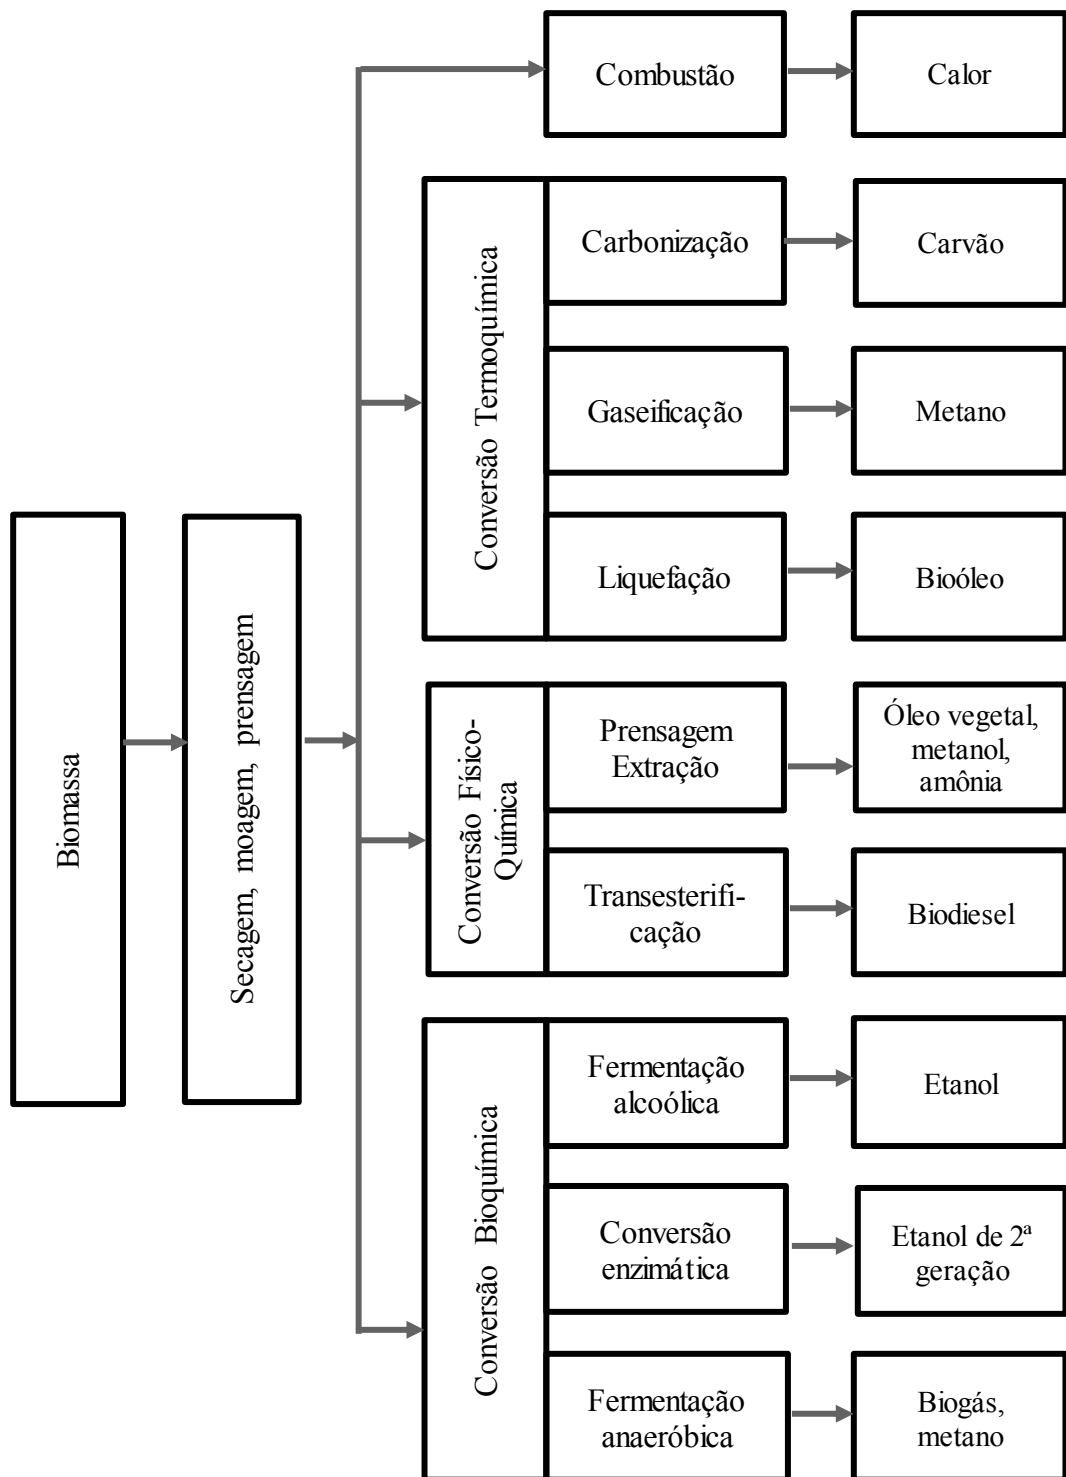 Combustão
Calor
Conversão Termoquímica
Carbonização
Carvão
Gaseificação
Metano
Liquefação
Bioóleo
Biomassa
Secagem, moagem, prensagem
Conversão Físico-
Química
Prensagem
Extração
Óleo vegetal,
metanol,
amônia
Transesterifi-
cação
Biodiesel
Conversão Bioquímica
Fermentação
alcoólica
Etanol
Conversão
enzimática
Etanol de 2ª
geração
Fermentação
anaeróbica
Biogás,
metano